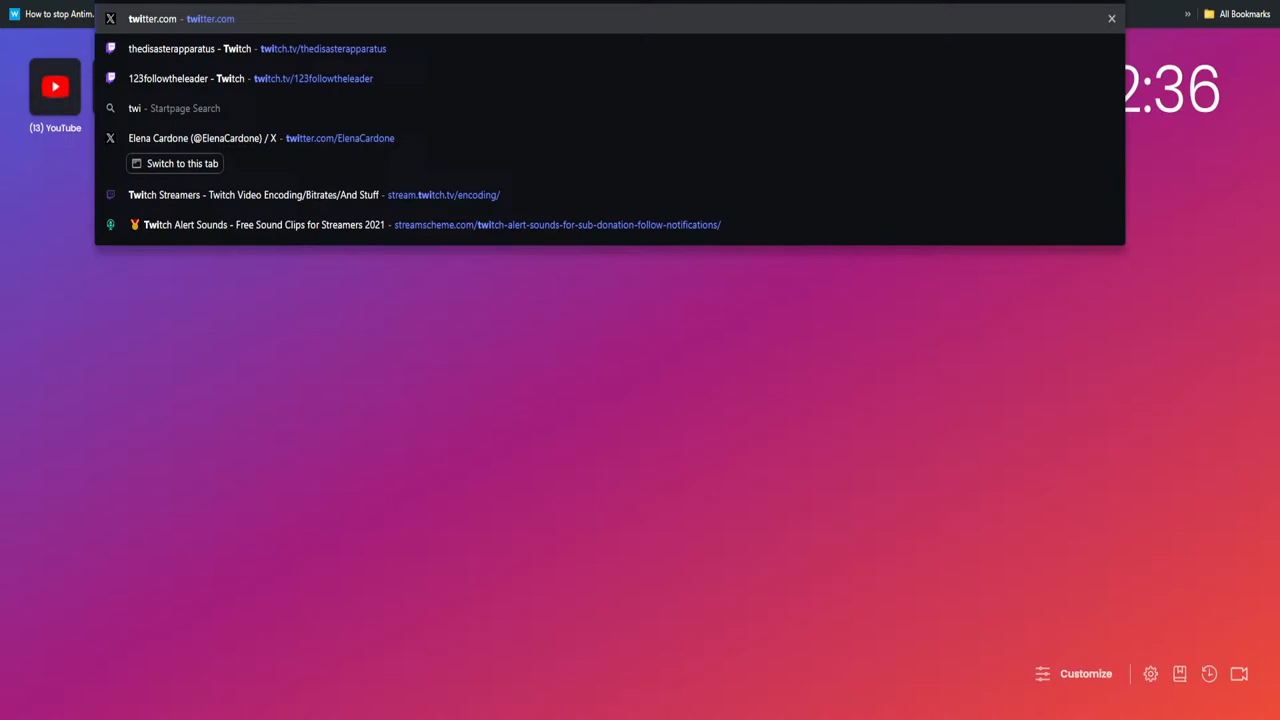 How to stop Antim.
twitter.com - twitter.com
All Bookmarks
thedisasterapparatus - Twitch - twitch.tv/thedisasterapparatus
123followtheleader - Twitch - twitch.tv/123followtheleader
twi - Startpage Search
Elena Cardone (@ElenaCardone) / X - twitter.com/ElenaCardone
Switch to this tab
Twitch Streamers - Twitch Video Encoding/Bitrates/And Stuff - stream.twitch.tv/encoding/
Twitch Alert Sounds - Free Sound Clips for Streamers 2021 - streamscheme.com/twitch-alert-sounds-for-sub-donation-follow-notifications/
(13) YouTube
2:36
Customize